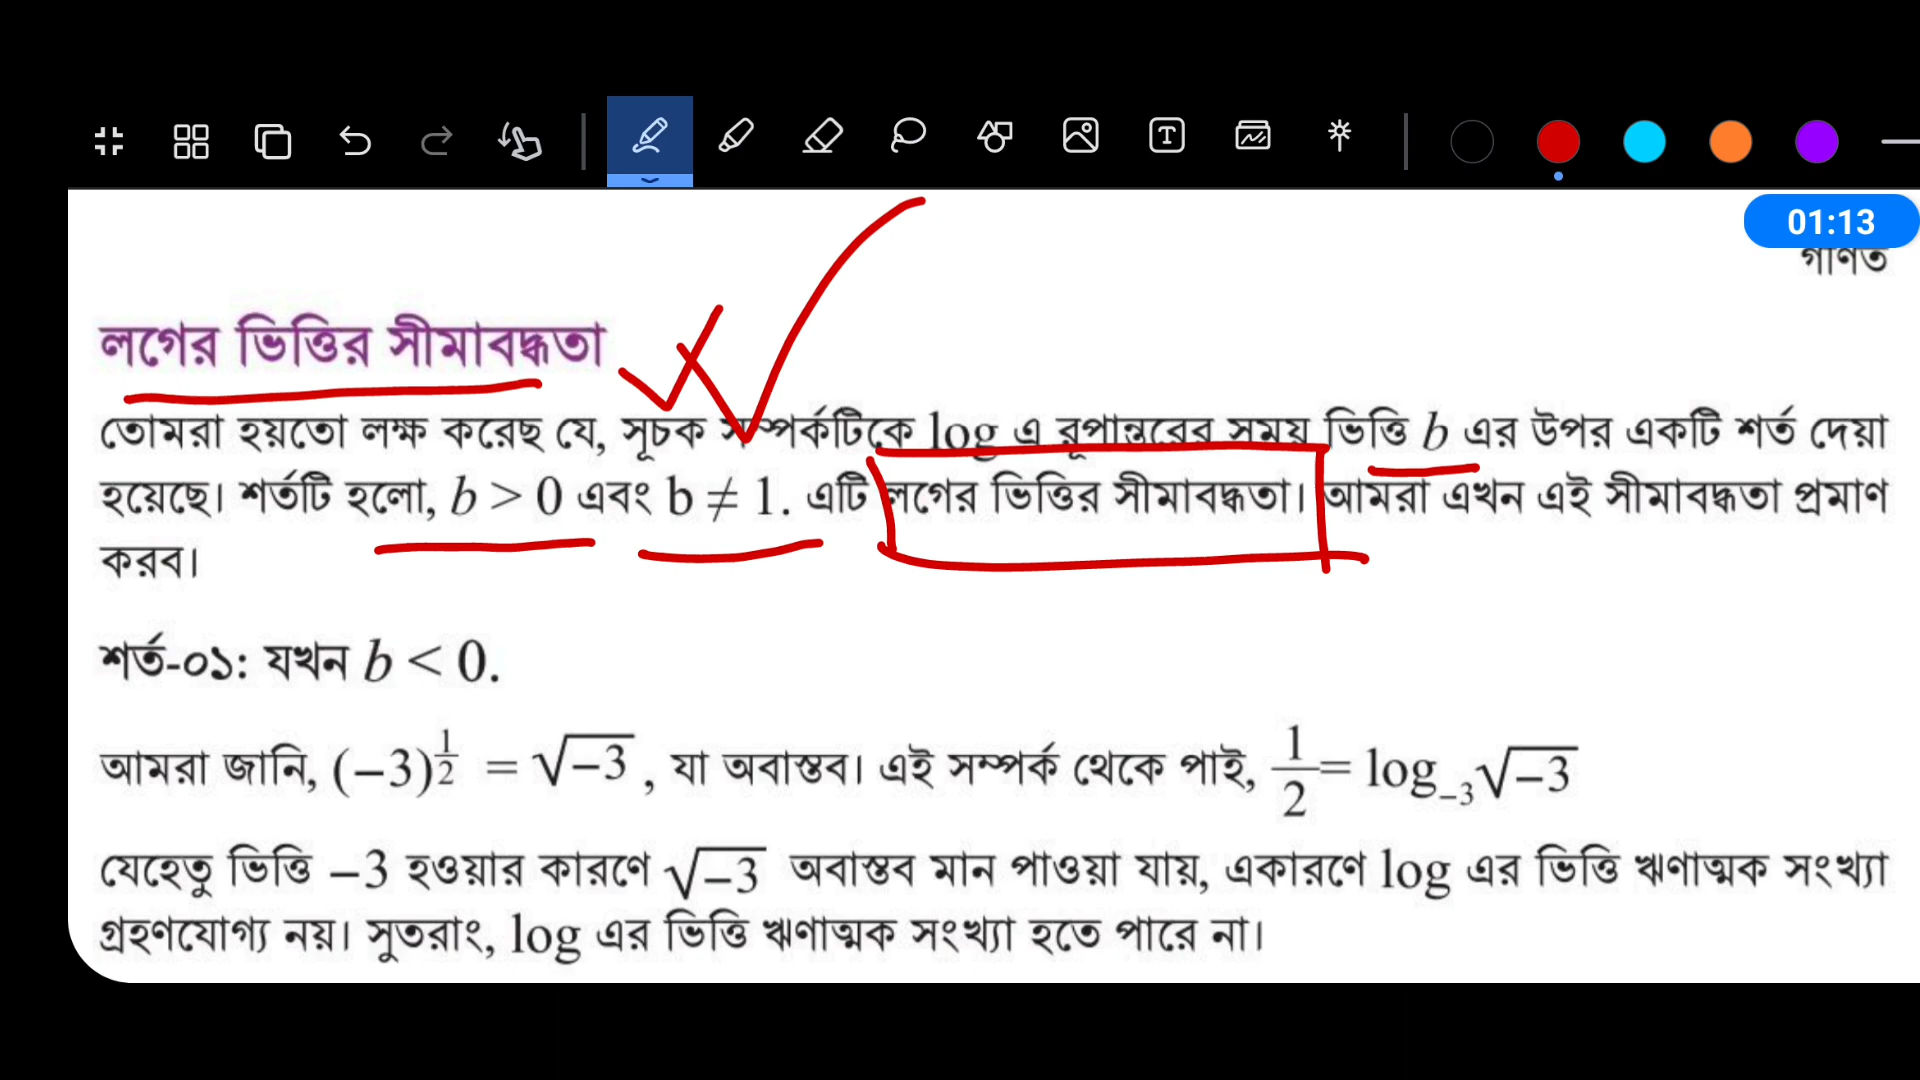 01:13
গণিত
লগের ভিত্তির সীমাবদ্ধতা
তোমরা হয়তো লক্ষ করেছ যে, সূচক সম্পর্কটিকে log এ রূপান্তরের সময় ভিত্তি b এর উপর একটি শর্ত দেয়া
হয়েছে। শর্তটি হলো, b > 0 এবং b ≠ 1. এটি লগের ভিত্তির সীমাবদ্ধতা। আমরা এখন এই সীমাবদ্ধতা প্রমাণ
করব।
শর্ত-০১: যখন b < 0.
আমরা জানি, (−3)^{1/2} = √−3 , যা অবাস্তব। এই সম্পর্ক থেকে পাই, 1/2 = log₋₃√−3
যেহেতু ভিত্তি −3 হওয়ার কারণে √−3 অবাস্তব মান পাওয়া যায়, একারণে log এর ভিত্তি ঋণাত্মক সংখ্যা
গ্রহণযোগ্য নয়। সুতরাং, log এর ভিত্তি ঋণাত্মক সংখ্যা হতে পারে না।